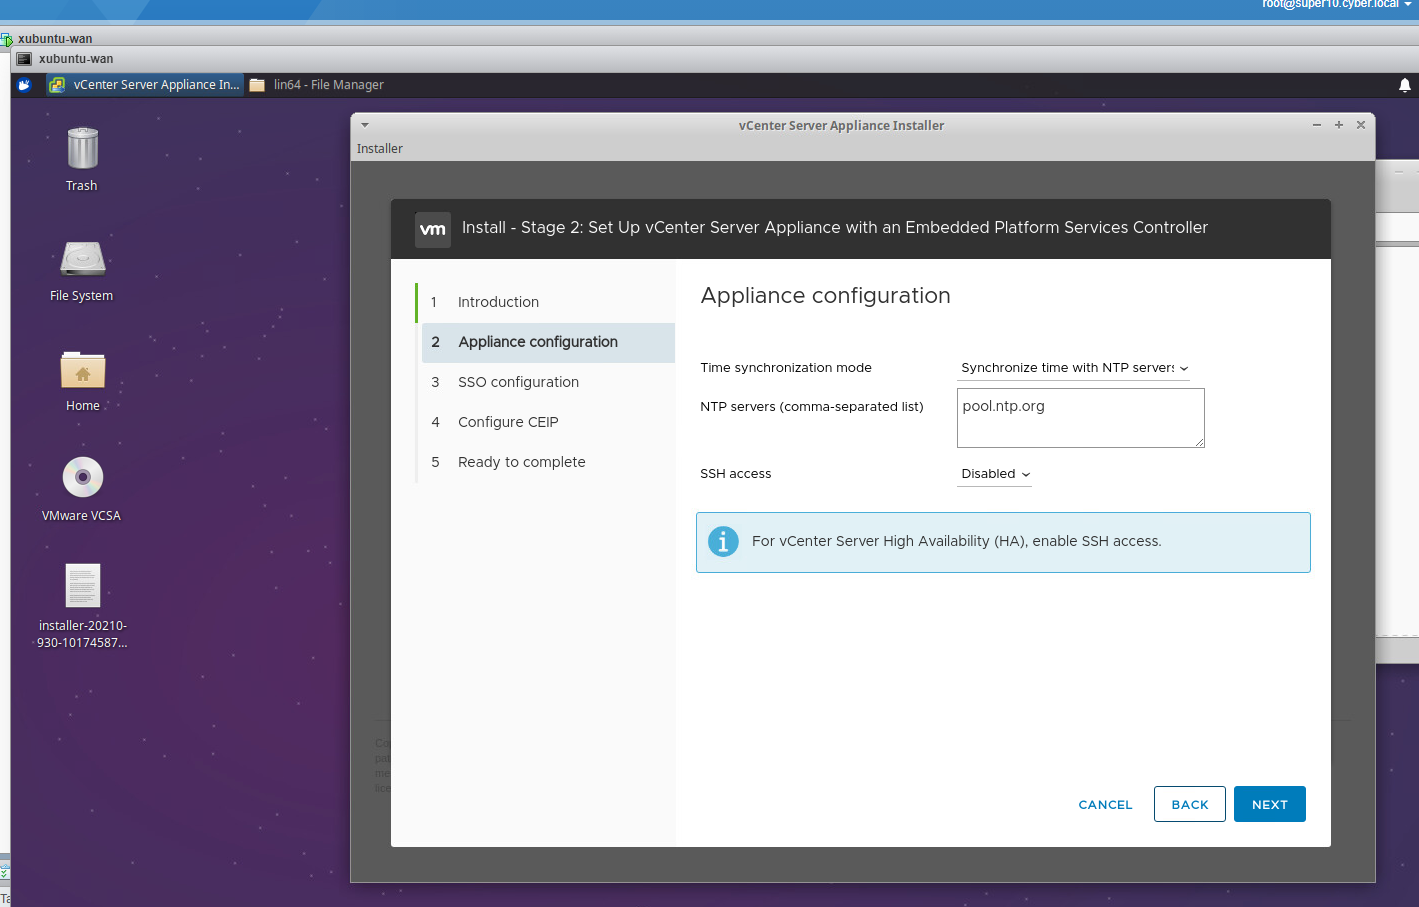 root@super10.cyber.local
xubuntu-wan
xubuntu-wan
vCenter Server Appliance In...
lin64 - File Manager
vCenter Server Appliance Installer
Installer
Trash
File System
Home
VMware VCSA
installer-20210-
930-10174587...
vm
Install - Stage 2: Set Up vCenter Server Appliance with an Embedded Platform Services Controller
1 Introduction
2 Appliance configuration
3 SSO configuration
4 Configure CEIP
5 Ready to complete
Appliance configuration
Time synchronization mode
Synchronize time with NTP servers
NTP servers (comma-separated list)
pool.ntp.org
SSH access
Disabled
For vCenter Server High Availability (HA), enable SSH access.
CANCEL
BACK
NEXT